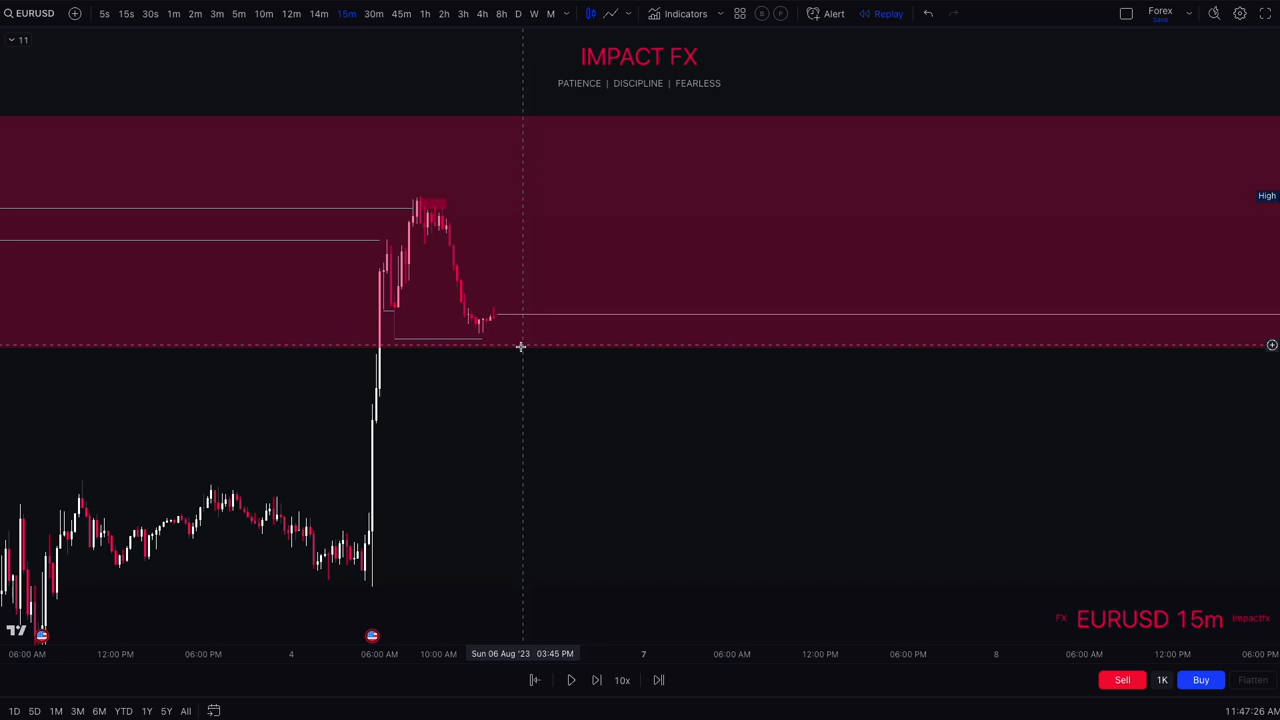 EURUSD 5s 15s 30s 1m 2m 3m 5m 10m 12m 14m 15m 30m 45m 1h 2h 3h 4h 8h D W M Indicators B P Alert Replay Forex
Save
11
IMPACT FX
PATIENCE | DISCIPLINE | FEARLESS
High
FX EURUSD 15m Impactfx
06:00 AM 12:00 PM 06:00 PM 4 06:00 AM 10:00 AM Sun 06 Aug '23 03:45 PM 7 06:00 AM 12:00 PM 06:00 PM 8 06:00 AM 12:00 PM 06:00 PM
10x Sell 1K Buy Flatten
1D 5D 1M 3M 6M YTD 1Y 5Y All 11:47:26 AM